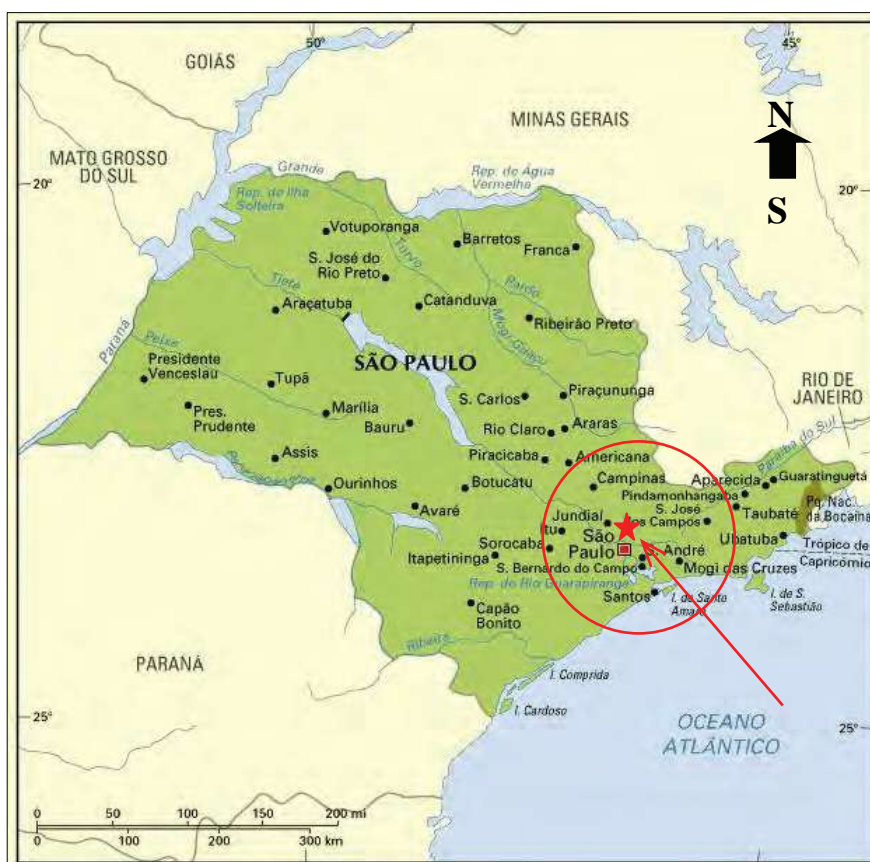 50°
45°
GOIÁS
MINAS GERAIS
N
S
MATO GROSSO
DO SUL
20°
20°
Grande
Rep. de Ilha
Solteira
Rep. de Água
Vermelha
Votuporanga
Barretos
Franca
S. José do
Rio Preto
Turvo
Pardo
Tietê
Araçatuba
Catanduva
Mogi-Guaçu
Ribeirão Preto
Paraná
Peixe
SÃO PAULO
Presidente
Venceslau
Tupã
S. Carlos
Piraçununga
RIO DE
JANEIRO
Pres.
Prudente
Marília
Bauru
Rio Claro
Araras
Paraíba do Sul
Assis
Piracicaba
Americana
Ourinhos
Botucatu
Campinas
Aparecida
Guaratinguetá
Pindamonhangaba
Avaré
Jundial
S. José
dos Campos
Taubaté
Pq. Nac.
da Bocaina
Itu
São
Paulo
Ubatuba
Trópico de
Capricórnio
Itapetininga
Sorocaba
S. André
S. Bernardo do Campo
Mogi das Cruzes
Rep. do Rio Guarapiranga
Santos
I. de Santo
Amaro
I. de S.
Sebastião
Capão
Bonito
Ribeira
PARANÁ
I. Comprida
I. Cardoso
OCEANO
ATLÁNTICO
25°
25°
0 50 100 150 200 mi
0 100 200 300 km